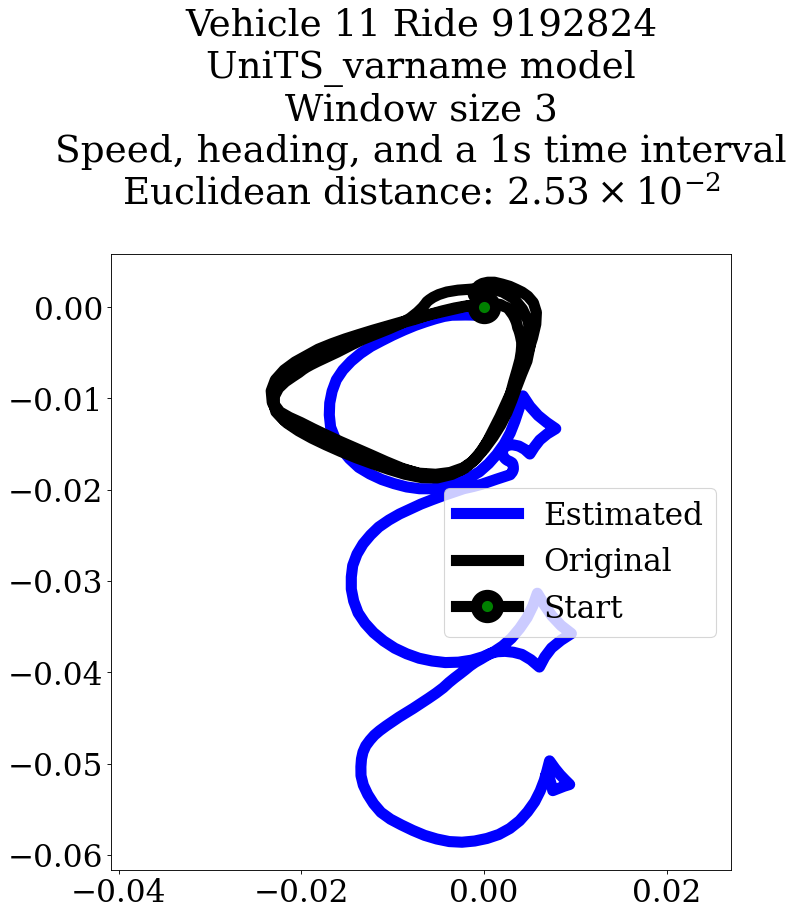 Vehicle 11 Ride 9192824
UniTS_varname model
Window size 3
Speed, heading, and a 1s time interval
Euclidean distance: 2.53 × 10⁻²
0.00
−0.01
−0.02
−0.03
−0.04
−0.05
−0.06
Estimated
Original
Start
−0.04 −0.02 0.00 0.02